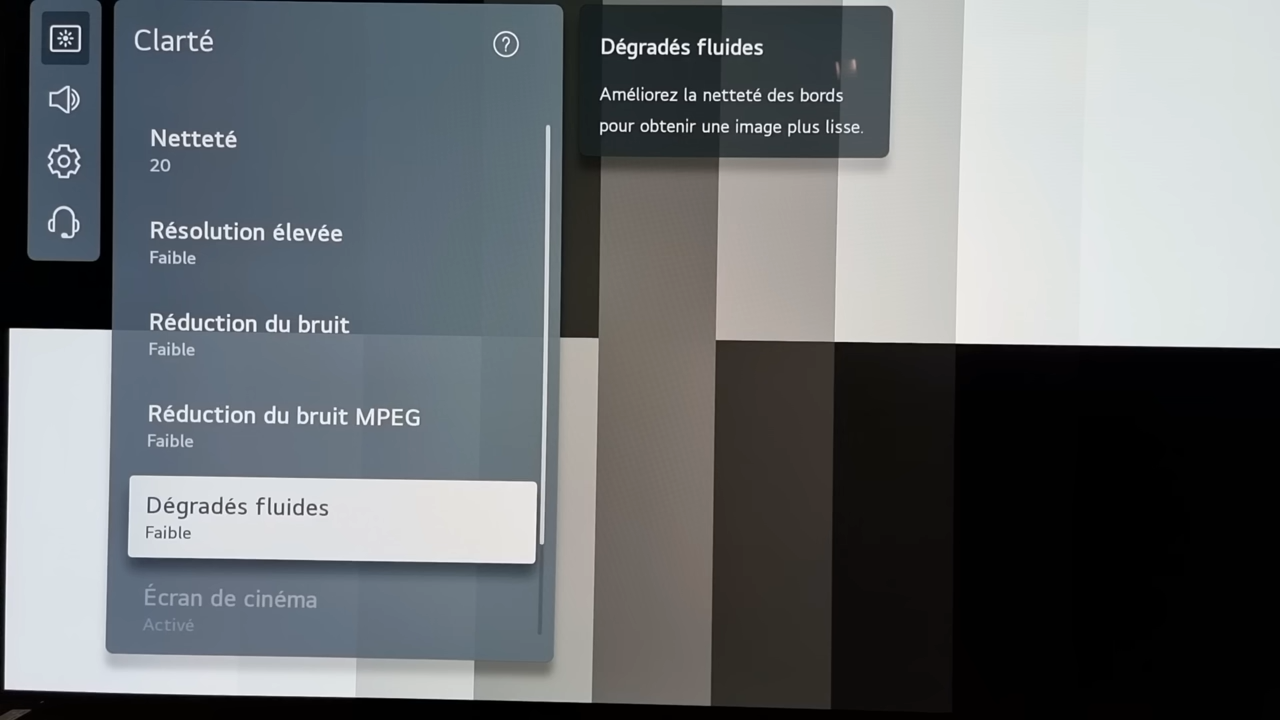 Clarté
?
Netteté
20
Résolution élevée
Faible
Réduction du bruit
Faible
Réduction du bruit MPEG
Faible
Dégradés fluides
Faible
Écran de cinéma
Activé
Dégradés fluides
Améliorez la netteté des bords
pour obtenir une image plus lisse.